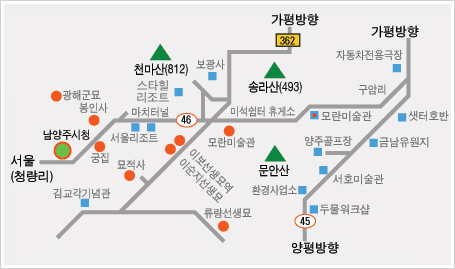 가평방향
362
가평방향
보광사
자동차전용극장
천마산(812)
송라산(493)
구암리
스타힐
리조트
광해군묘
봉인사
마치터널
46
미석쉼터 휴게소
모란미술관
샛터호반
남양주시청
서울리조트
모란미술관
양주골프장
금남유원지
궁집
서울
(청량리)
묘적사
이보선생묘역
이순지선생묘
문안산
서호미술관
김교각기념관
환경사업소
류량선생묘
45
두물워크샵
양평방향